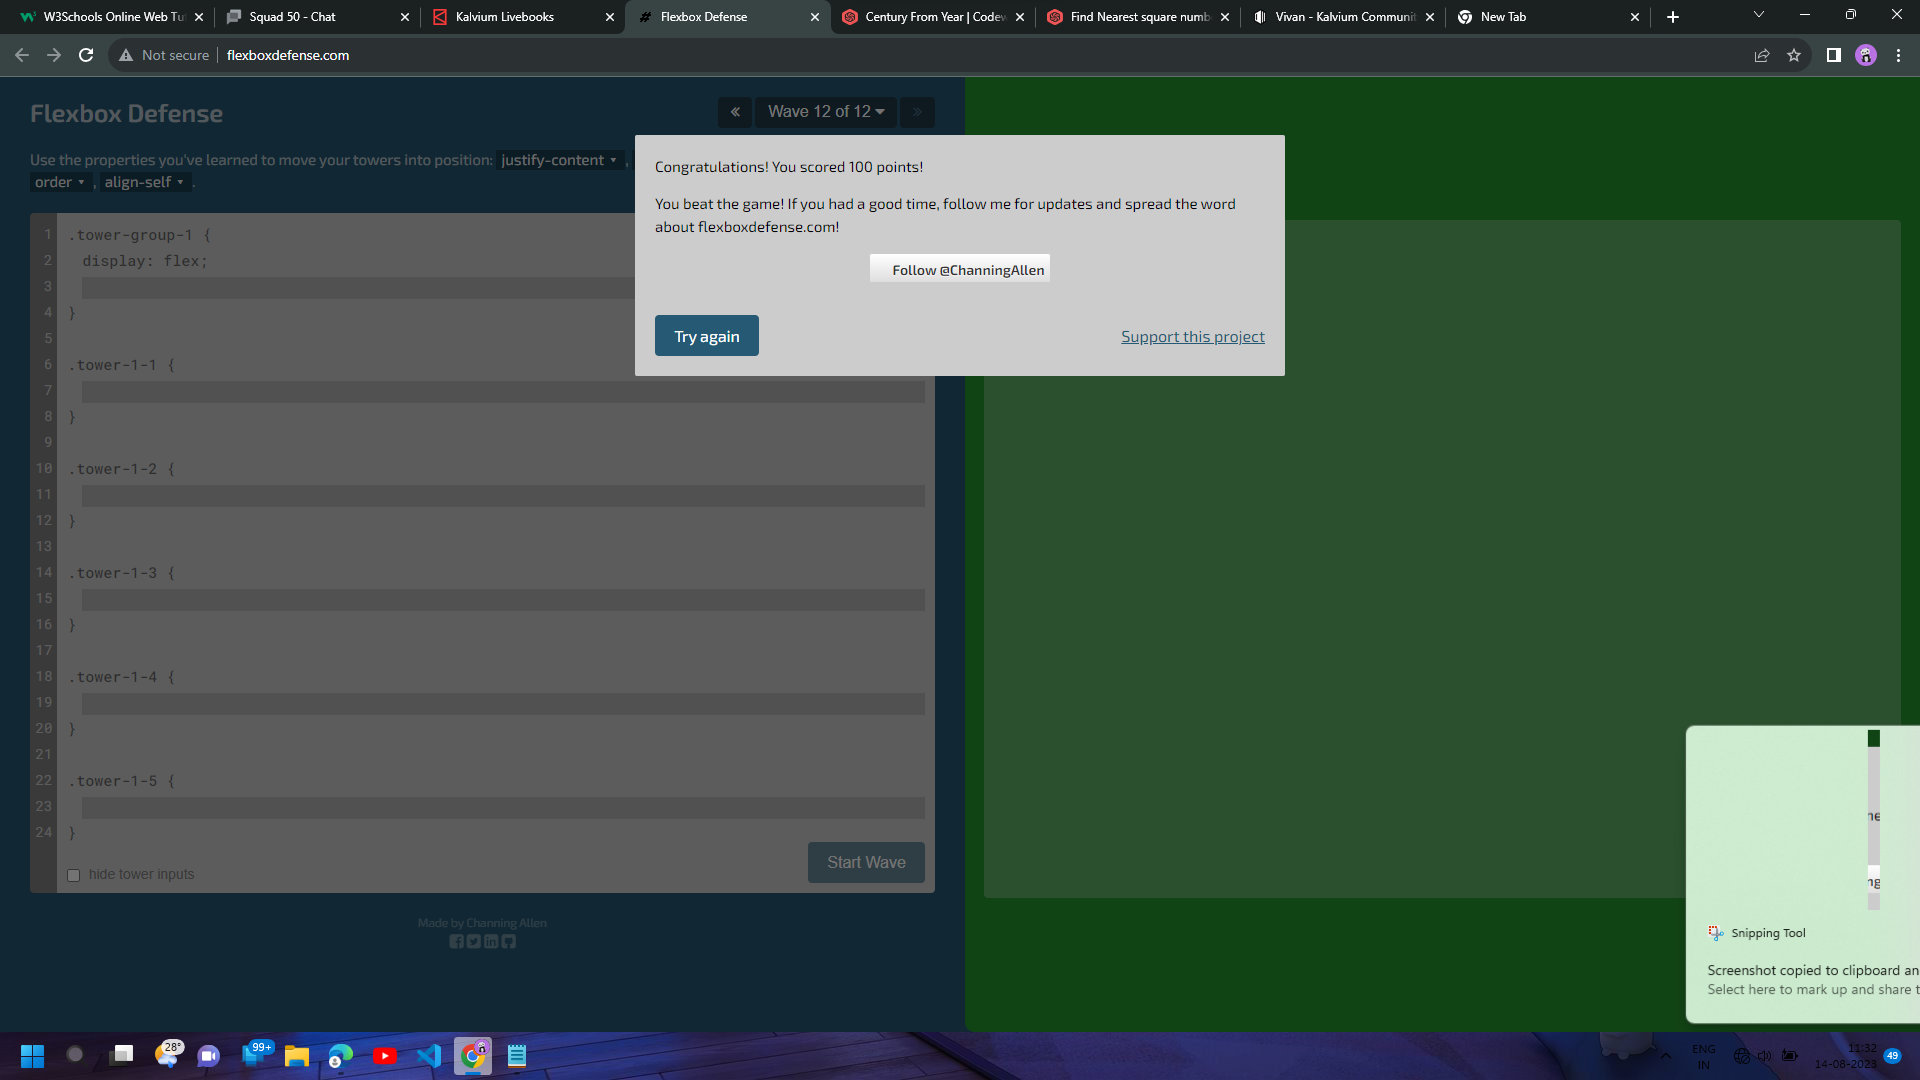 W3Schools Online Web Tu
Squad 50 - Chat
Kalvium Livebooks
# Flexbox Defense
Century From Year | Codew
Find Nearest square numb
Vivan - Kalvium Communit
New Tab
Not secure
flexboxdefense.com
Flexbox Defense
« Wave 12 of 12 »
Use the properties you've learned to move your towers into position: justify-content ,
order , align-self .
Congratulations! You scored 100 points!
You beat the game! If you had a good time, follow me for updates and spread the word
about flexboxdefense.com!
Follow @ChanningAllen
Try again
Support this project
1 .tower-group-1 {
2 display: flex;
3
4 }
5
6 .tower-1-1 {
7
8 }
9
10 .tower-1-2 {
11
12 }
13
14 .tower-1-3 {
15
16 }
17
18 .tower-1-4 {
19
20 }
21
22 .tower-1-5 {
23
24 }
hide tower inputs
Start Wave
Made by Channing Allen
ne
ng
Snipping Tool
Screenshot copied to clipboard an
Select here to mark up and share t
28°
99+
ENG
IN
11:32
14-08-2023
49